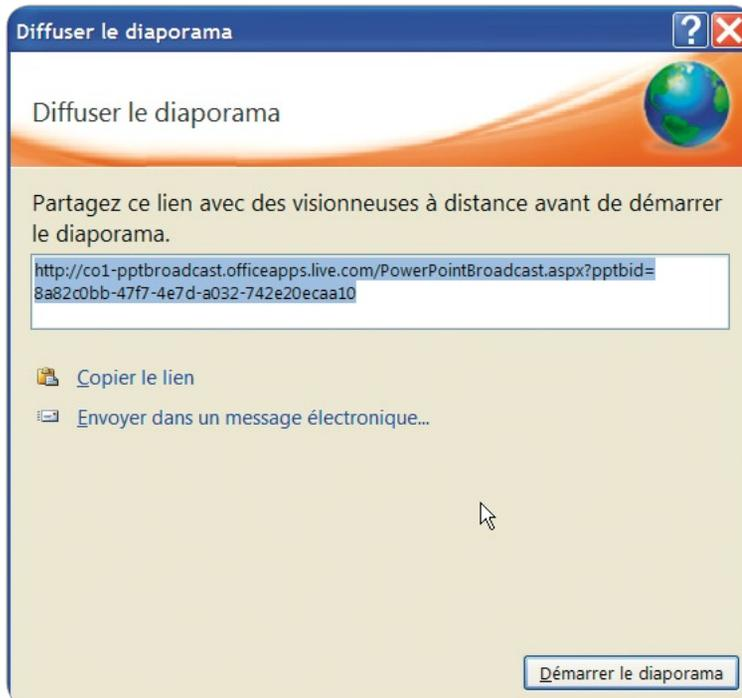 Diffuser le diaporama
?
Diffuser le diaporama
Partagez ce lien avec des visionneuses à distance avant de démarrer
le diaporama.
http://co1-pptbroadcast.officeapps.live.com/PowerPointBroadcast.aspx?pptbid=
8a82c0bb-47f7-4e7d-a032-742e20ecaa10
Copier le lien
Envoyer dans un message électronique...
Démarrer le diaporama